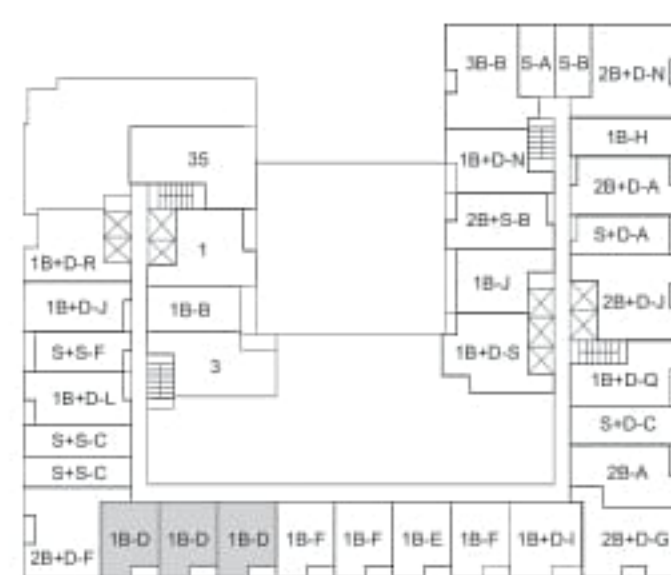 3B-B S-A S-B 2B+D-N
1B-H
35 1B+D-N
2B+D-A
2B+S-B
S+D-A
1
1B+D-R
1B-J
1B+D-J 1B-B 2B+D-J
S+S-F 1B+D-S
3 1B+D-Q
1B+D-L
S+D-C
S+S-C
S+S-C 2B-A
1B-D 1B-D 1B-D 1B-F 1B-F 1B-E 1B-F 1B+D-I 2B+D-G
2B+D-F